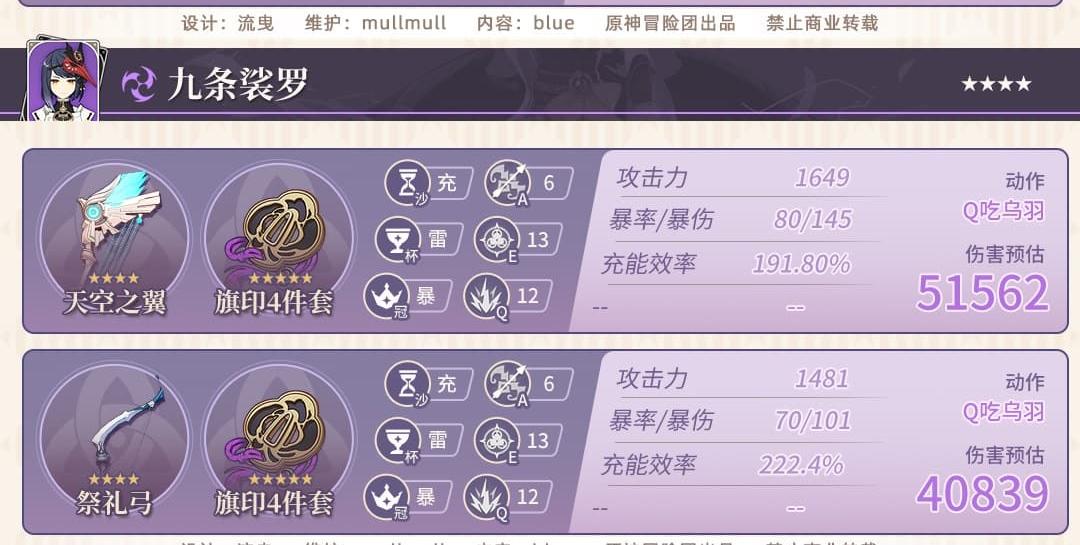 设计：流曳 维护：mullmull 内容：blue 原神冒险团出品 禁止商业转载
九条裟罗
充 沙
6 A
雷 杯
13 E
暴 冠
12 Q
天空之翼
旗印4件套
攻击力 1649
暴率/暴伤 80/145
充能效率 191.80%
-- --
动作
Q吃乌羽
伤害预估
51562
充 沙
6 A
雷 杯
13 E
暴 冠
12 Q
祭礼弓
旗印4件套
攻击力 1481
暴率/暴伤 70/101
充能效率 222.4%
-- --
动作
Q吃乌羽
伤害预估
40839